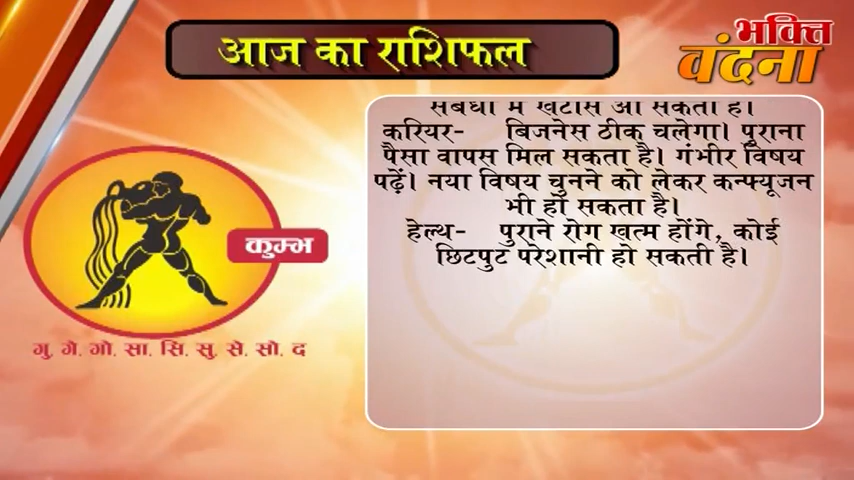 आज का राशिफल
भक्ति
वंदना
करियर- बिजनेस ठीक चलेगा। पुराना
पैसा वापस मिल सकता है। गंभीर विषय
पढ़ें। नया विषय चुनने को लेकर कन्फ्यूजन
भी हो सकता है।
हेल्थ- पुराने रोग खत्म होंगे, कोई
छिटपुट परेशानी हो सकती है।
कुम्भ
गु. गे. गो. सा. सि. सु. से. सो. द